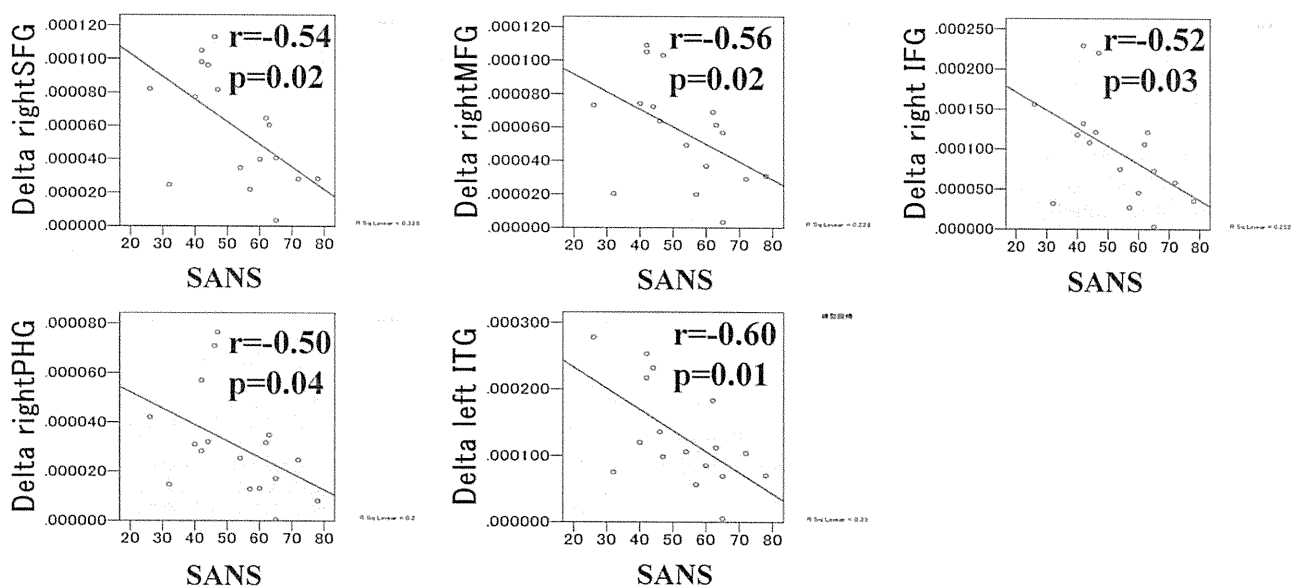 Delta rightSFG
.000120
.000100
.000080
.000060
.000040
.000020
.000000
r=-0.54
p=0.02
20 30 40 50 60 70 80
SANS
Delta rightMFG
.000120
.000100
.000080
.000060
.000040
.000020
.000000
r=-0.56
p=0.02
20 30 40 50 60 70 80
SANS
Delta right IFG
.000250
.000200
.000150
.000100
.000050
.000000
r=-0.52
p=0.03
20 30 40 50 60 70 80
SANS
Delta rightPHG
.000080
.000060
.000040
.000020
.000000
r=-0.50
p=0.04
R Sq Linear = 0.2
20 30 40 50 60 70 80
SANS
Delta left ITG
.000300
.000200
.000100
.000000
r=-0.60
p=0.01
20 30 40 50 60 70 80
SANS